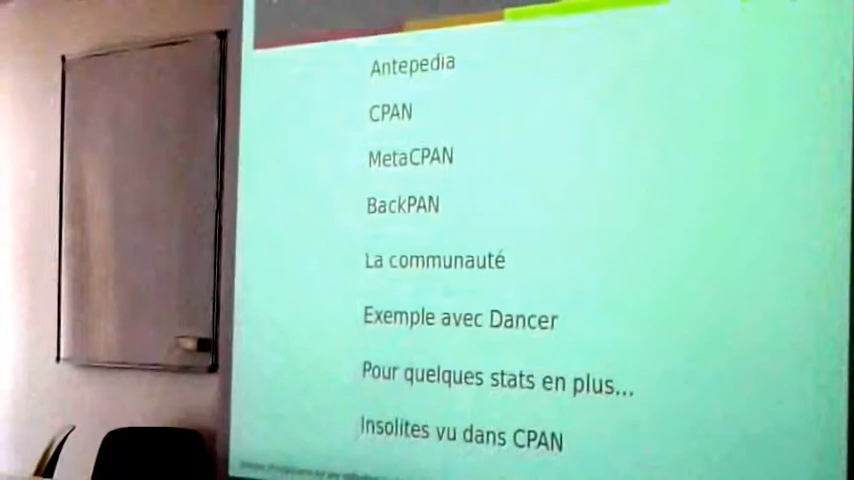 Antepedia
CPAN
MetaCPAN
BackPAN
La communauté
Exemple avec Dancer
Pour quelques stats en plus...
Insolites vu dans CPAN